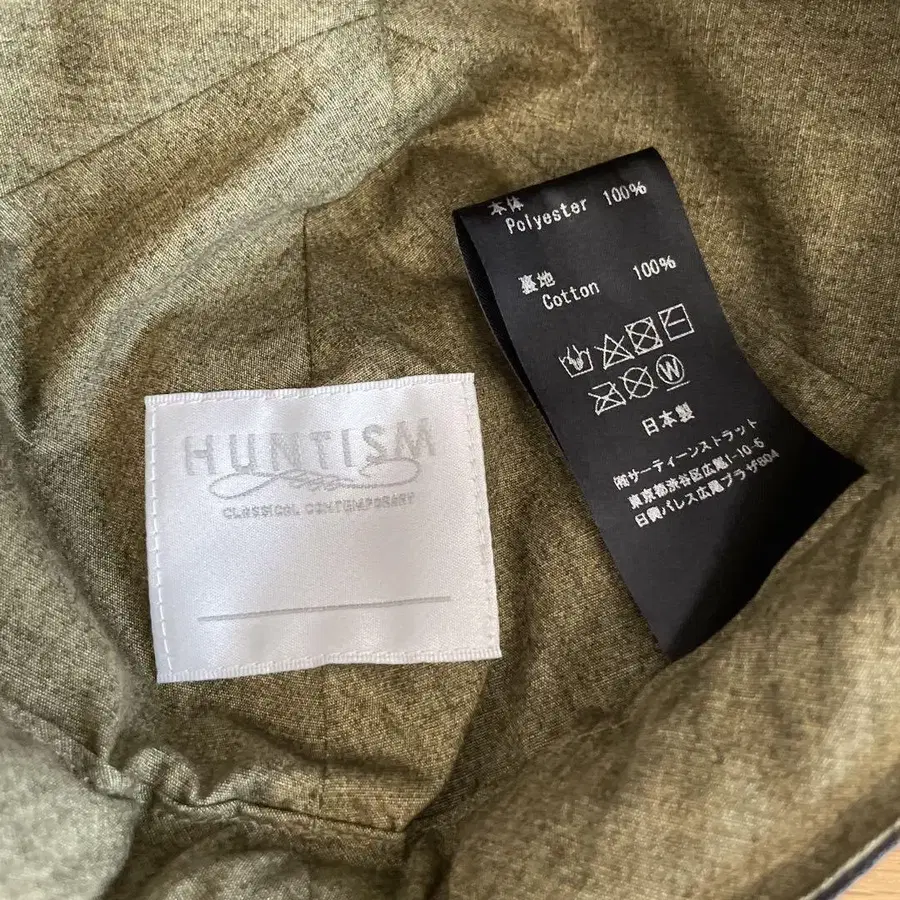 HUNTISM
CLASSICAL CONTEMPORARY
本体
Polyester 100%
裏地
Cotton 100%
W
日本製
㈲サーティーンストラット
東京都渋谷区広尾1-10-6
日興パレス広尾プラザ804